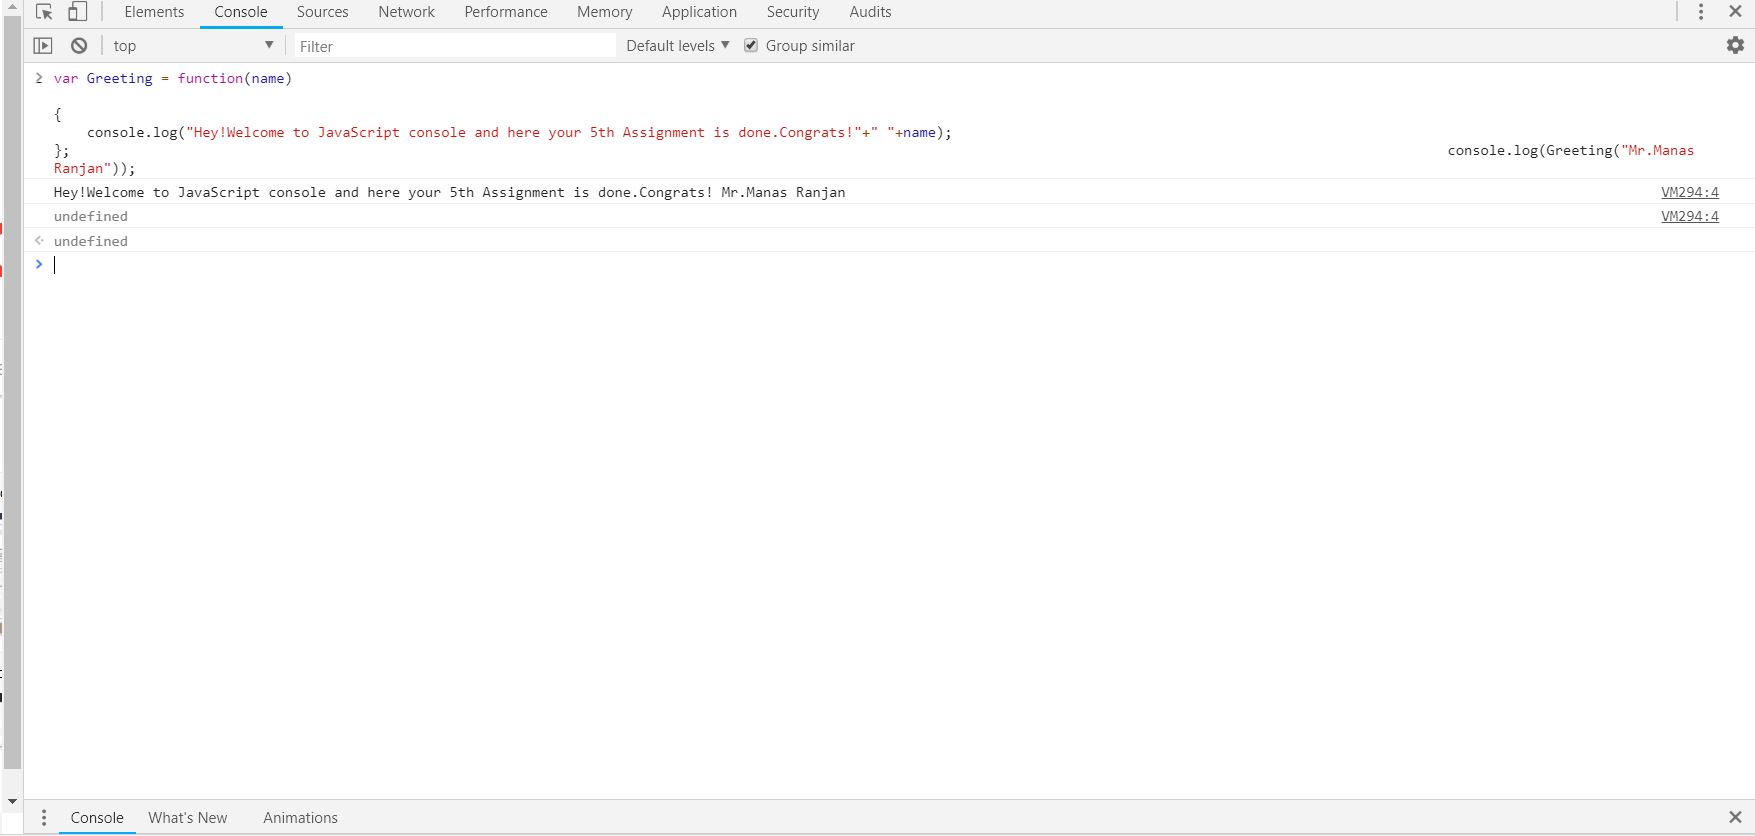 Elements Console Sources Network Performance Memory Application Security Audits
top Filter Default levels Group similar
var Greeting = function(name)
{
console.log("Hey!Welcome to JavaScript console and here your 5th Assignment is done.Congrats!"+" "+name);
}; console.log(Greeting("Mr.Manas
Ranjan"));
Hey!Welcome to JavaScript console and here your 5th Assignment is done.Congrats! Mr.Manas Ranjan VM294:4
undefined VM294:4
undefined
Console What's New Animations